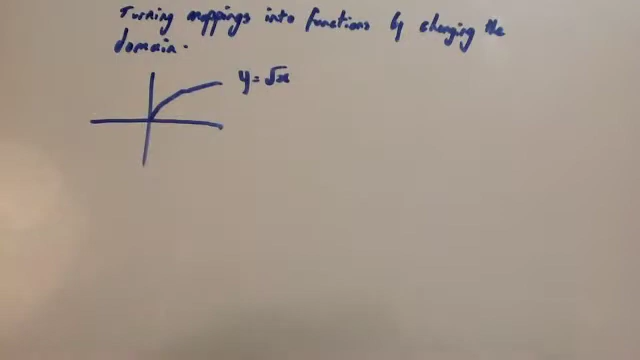 Turning mappings into functions by changing the
domain.
y = √x